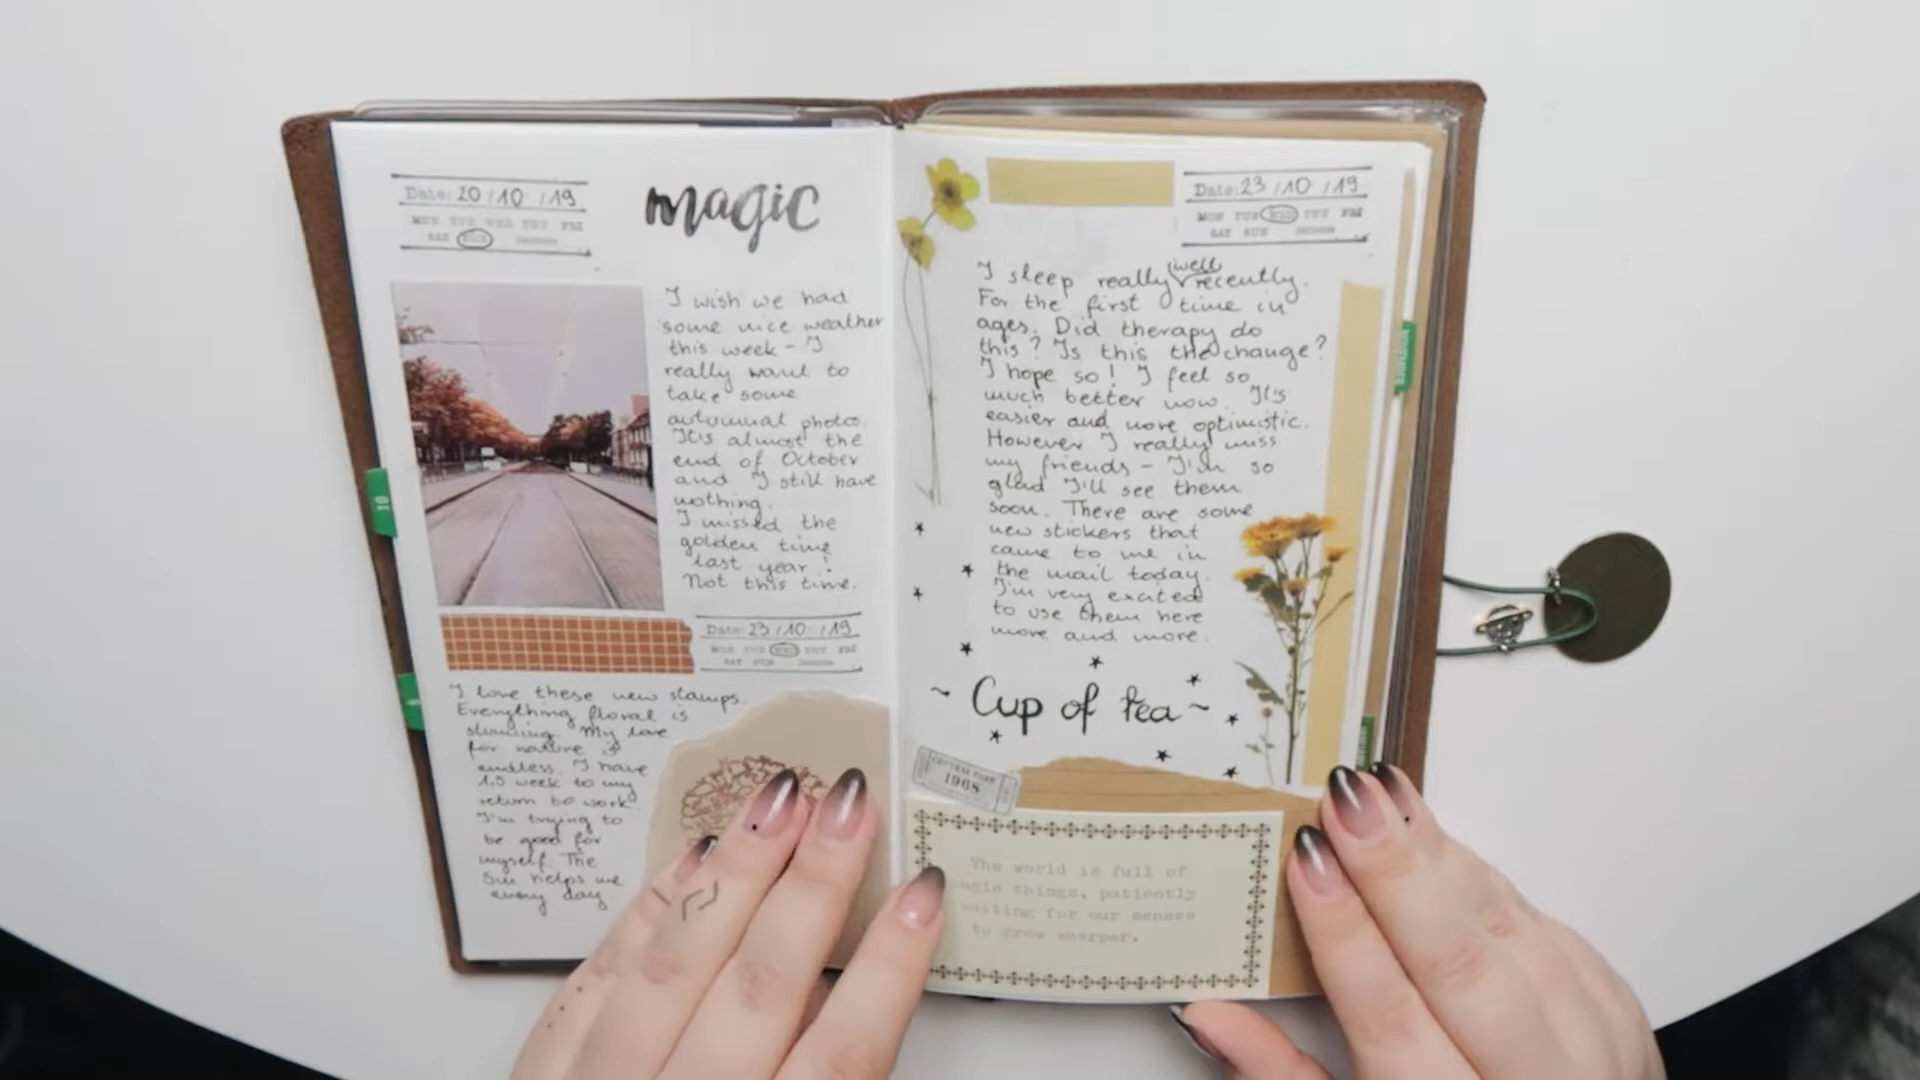 Date: 20/10/19
MON TUE WED THU FRI
SAT SUN
magic
I wish we had
some nice weather
this week - I
really want to
take some
autumnal photos.
It's almost the
end of October
and I still have
nothing.
I missed the
golden time
last year!
Not this time.
10
Date: 23/10/19
MON TUE WED THU FRI
SAT SUN
I love these new stamps.
Everything floral is
stunning. My love
for nature is
endless. I have
1,5 week to my
return to work.
I'm trying to
be good for
myself. The
Sun helps me
every day
9
Date: 23/10/19
MON TUE WED THU FRI
SAT SUN
I sleep really well recently.
For the first time in
ages. Did therapy do
this? Is this the change?
I hope so! I feel so
much better now. It's
easier and more optimistic.
However I really miss
my friends - I'm so
glad I'll see them
soon. There are some
new stickers that
came to me in
the mail today.
I'm very excited
to use them here
more and more.
~ Cup of tea ~
CENTRAL PARK
1968
The world is full of
magic things, patiently
waiting for our senses
to grow sharper.